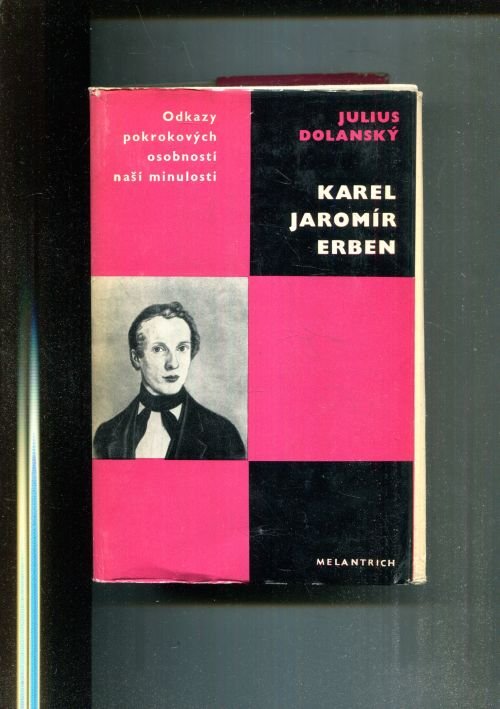 Odkazy
pokrokových
osobností
naší minulosti
JULIUS
DOLANSKÝ
KAREL
JAROMÍR
ERBEN
MELANTRICH